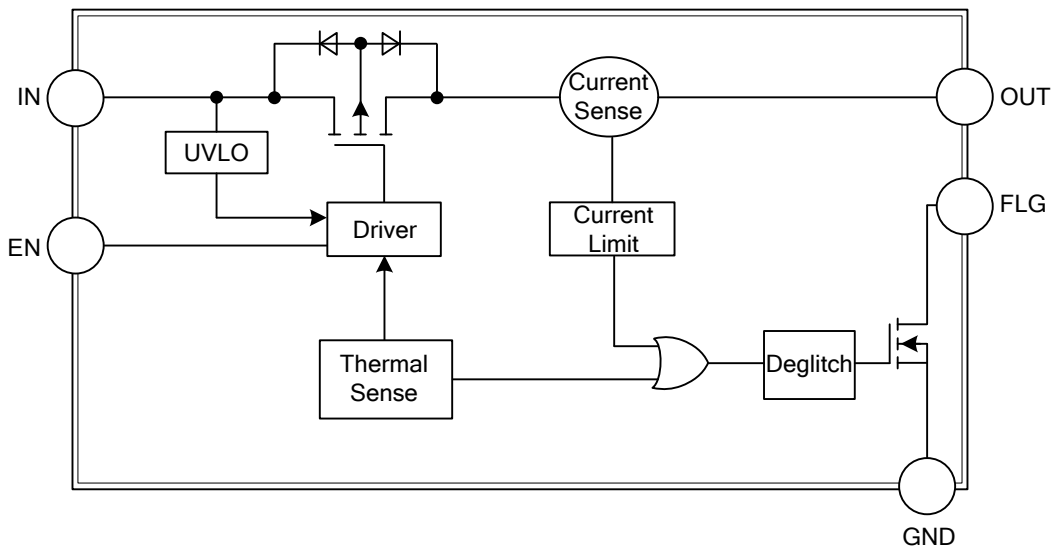 IN
Current
Sense
OUT
UVLO
FLG
Driver
Current
Limit
EN
Thermal
Sense
Deglitch
GND